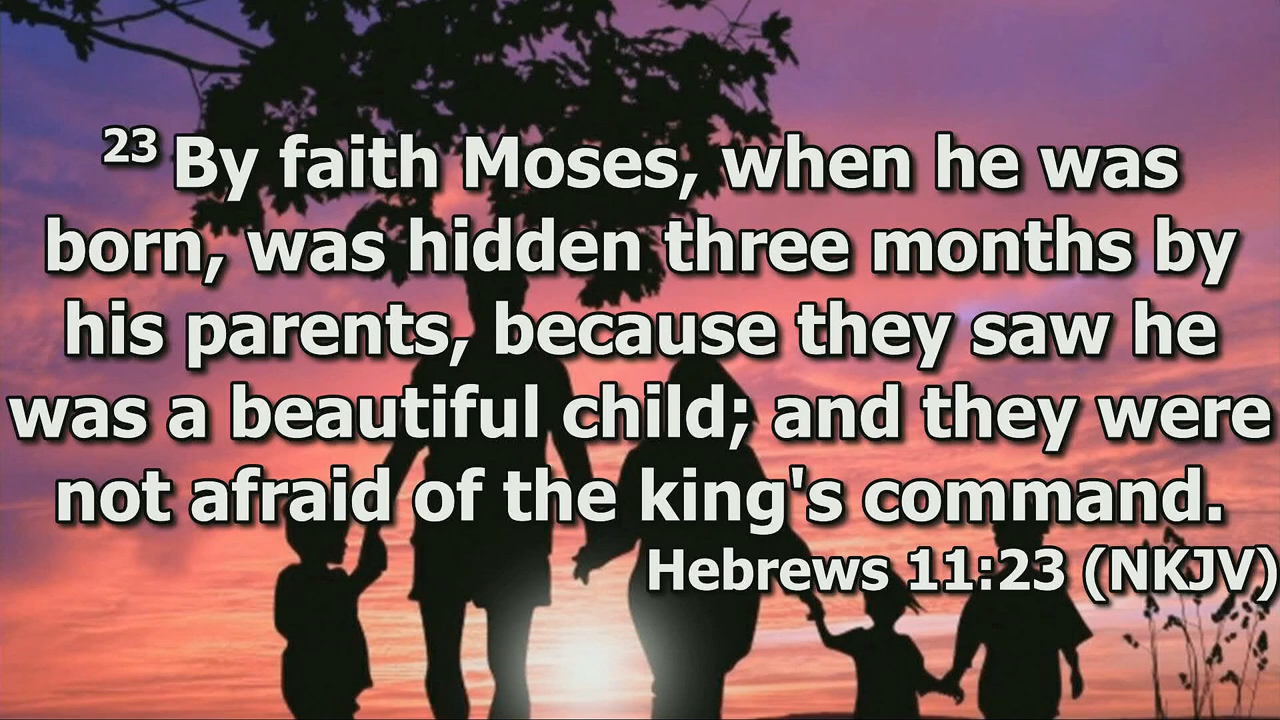 23 By faith Moses, when he was
born, was hidden three months by
his parents, because they saw he
was a beautiful child; and they were
not afraid of the king's command.
Hebrews 11:23 (NKJV)